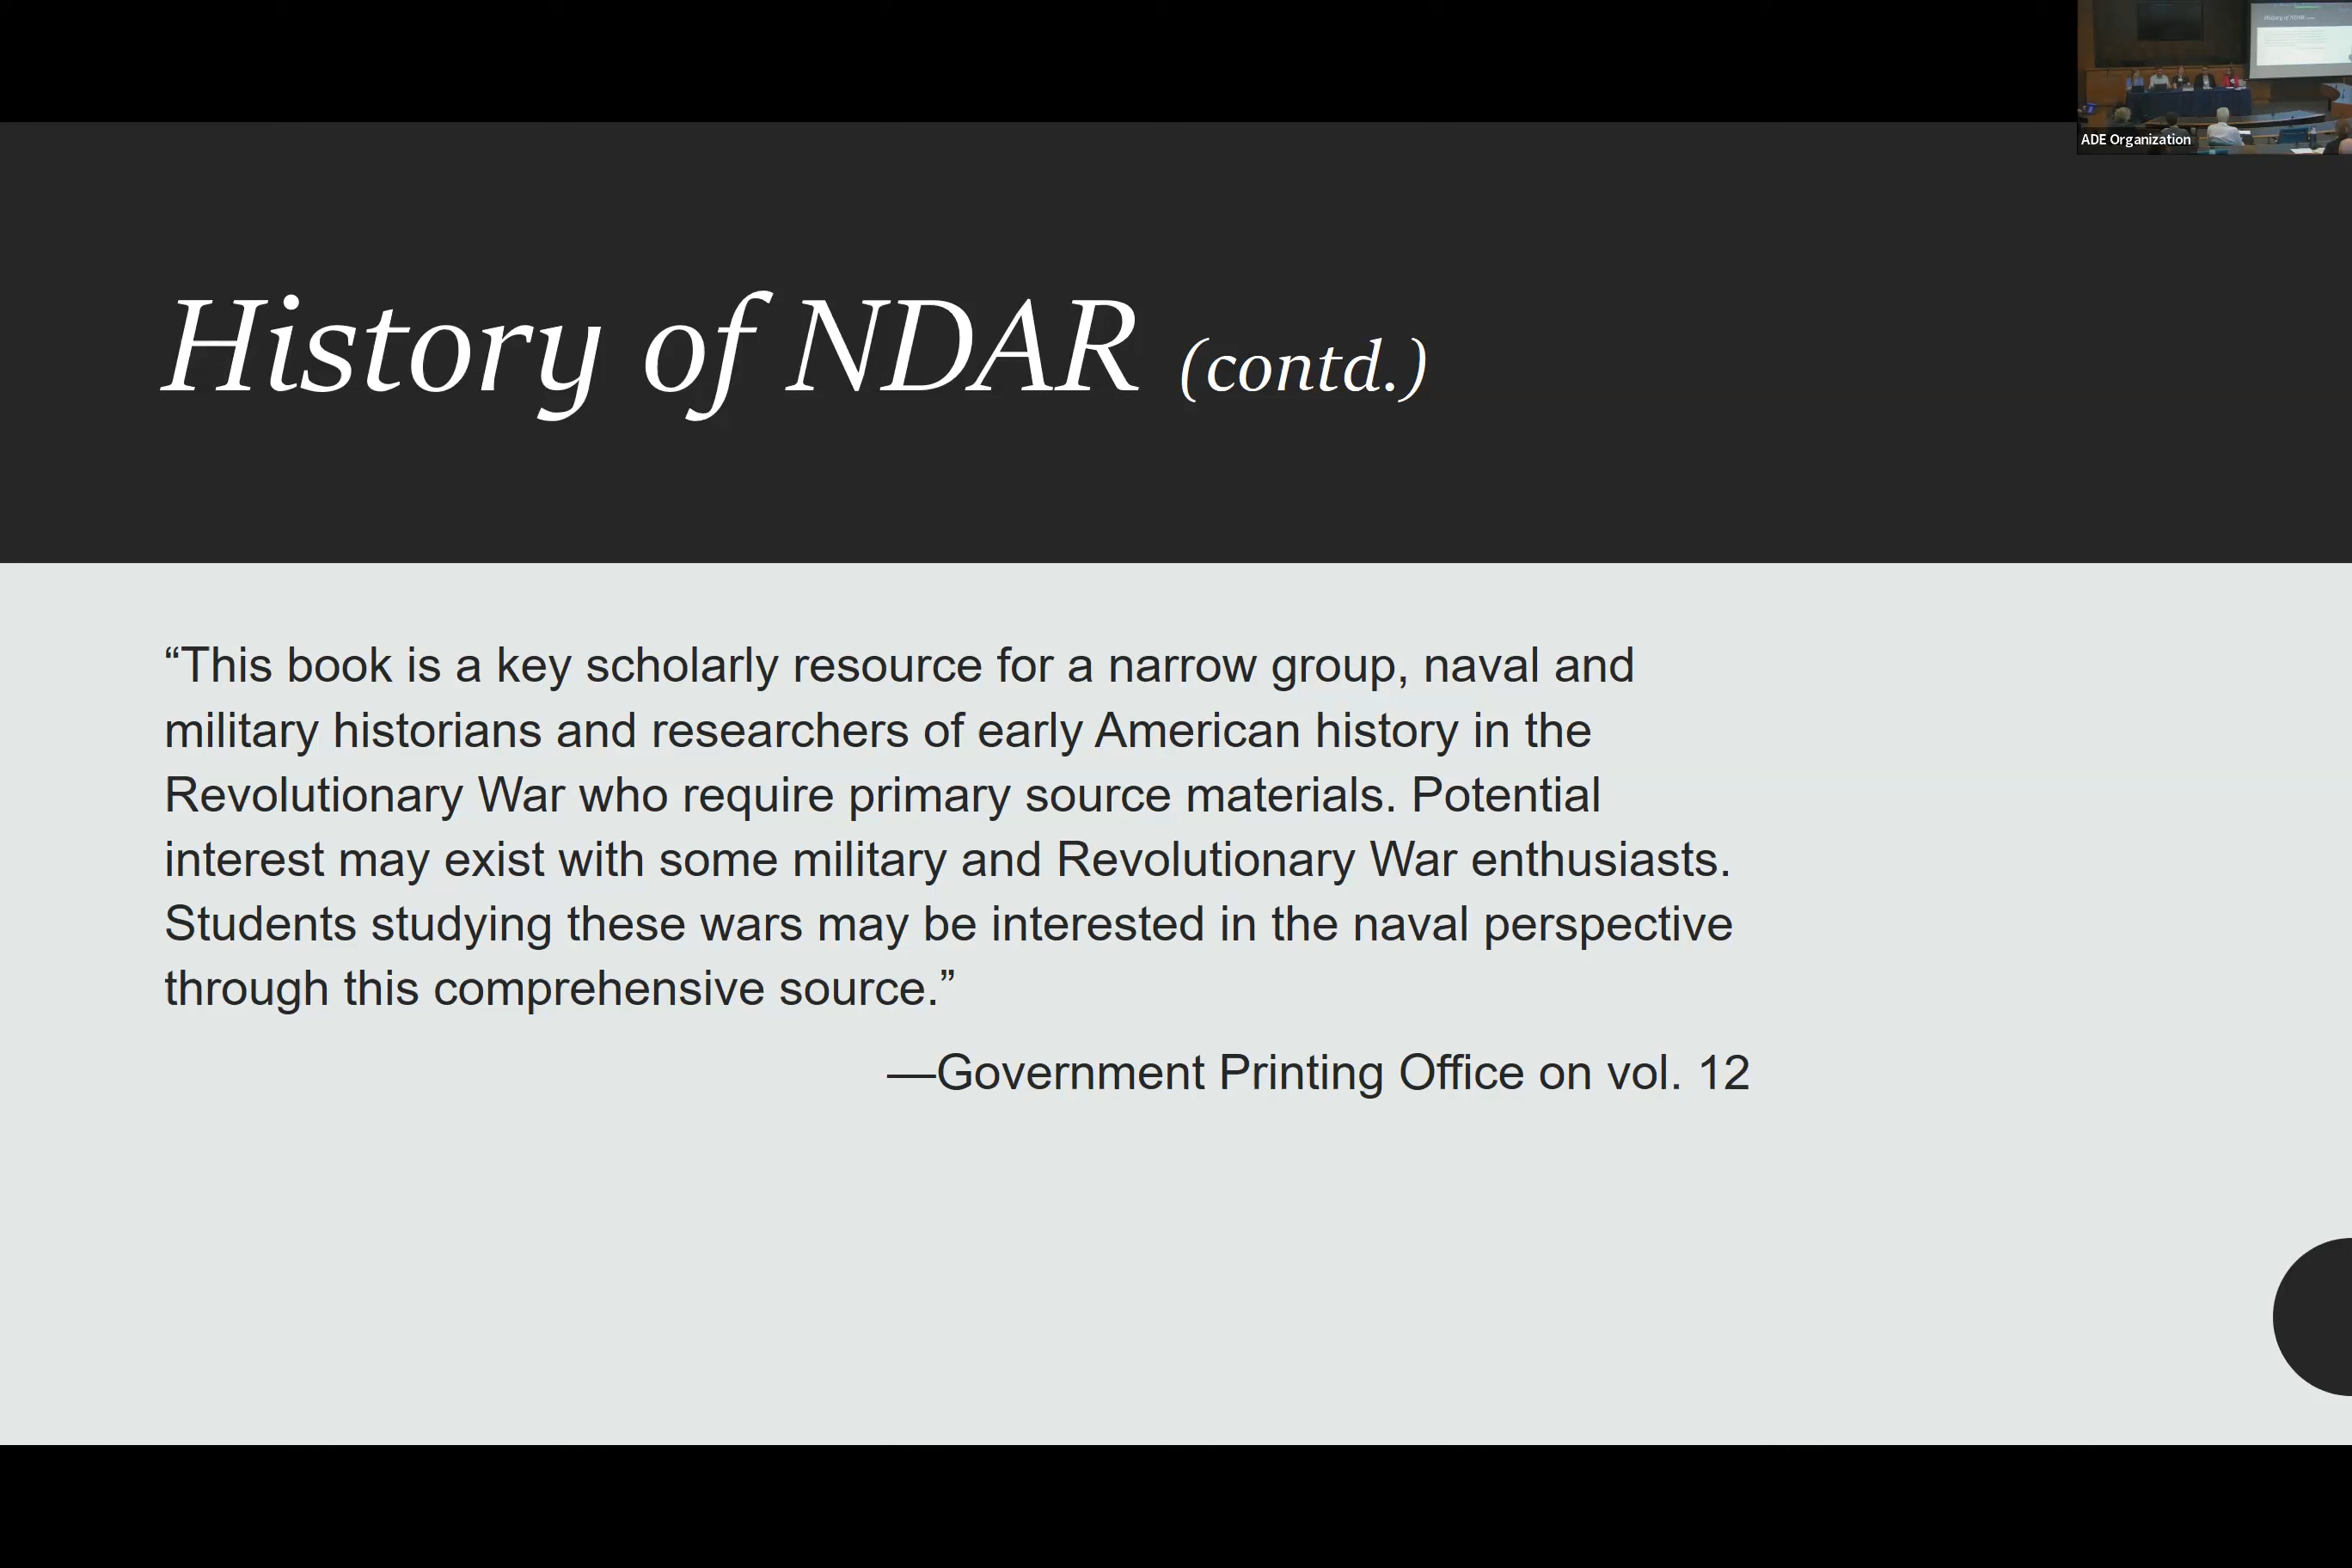 ADE Organization
History of NDAR (contd.)
“This book is a key scholarly resource for a narrow group, naval and
military historians and researchers of early American history in the
Revolutionary War who require primary source materials. Potential
interest may exist with some military and Revolutionary War enthusiasts.
Students studying these wars may be interested in the naval perspective
through this comprehensive source.”
—Government Printing Office on vol. 12